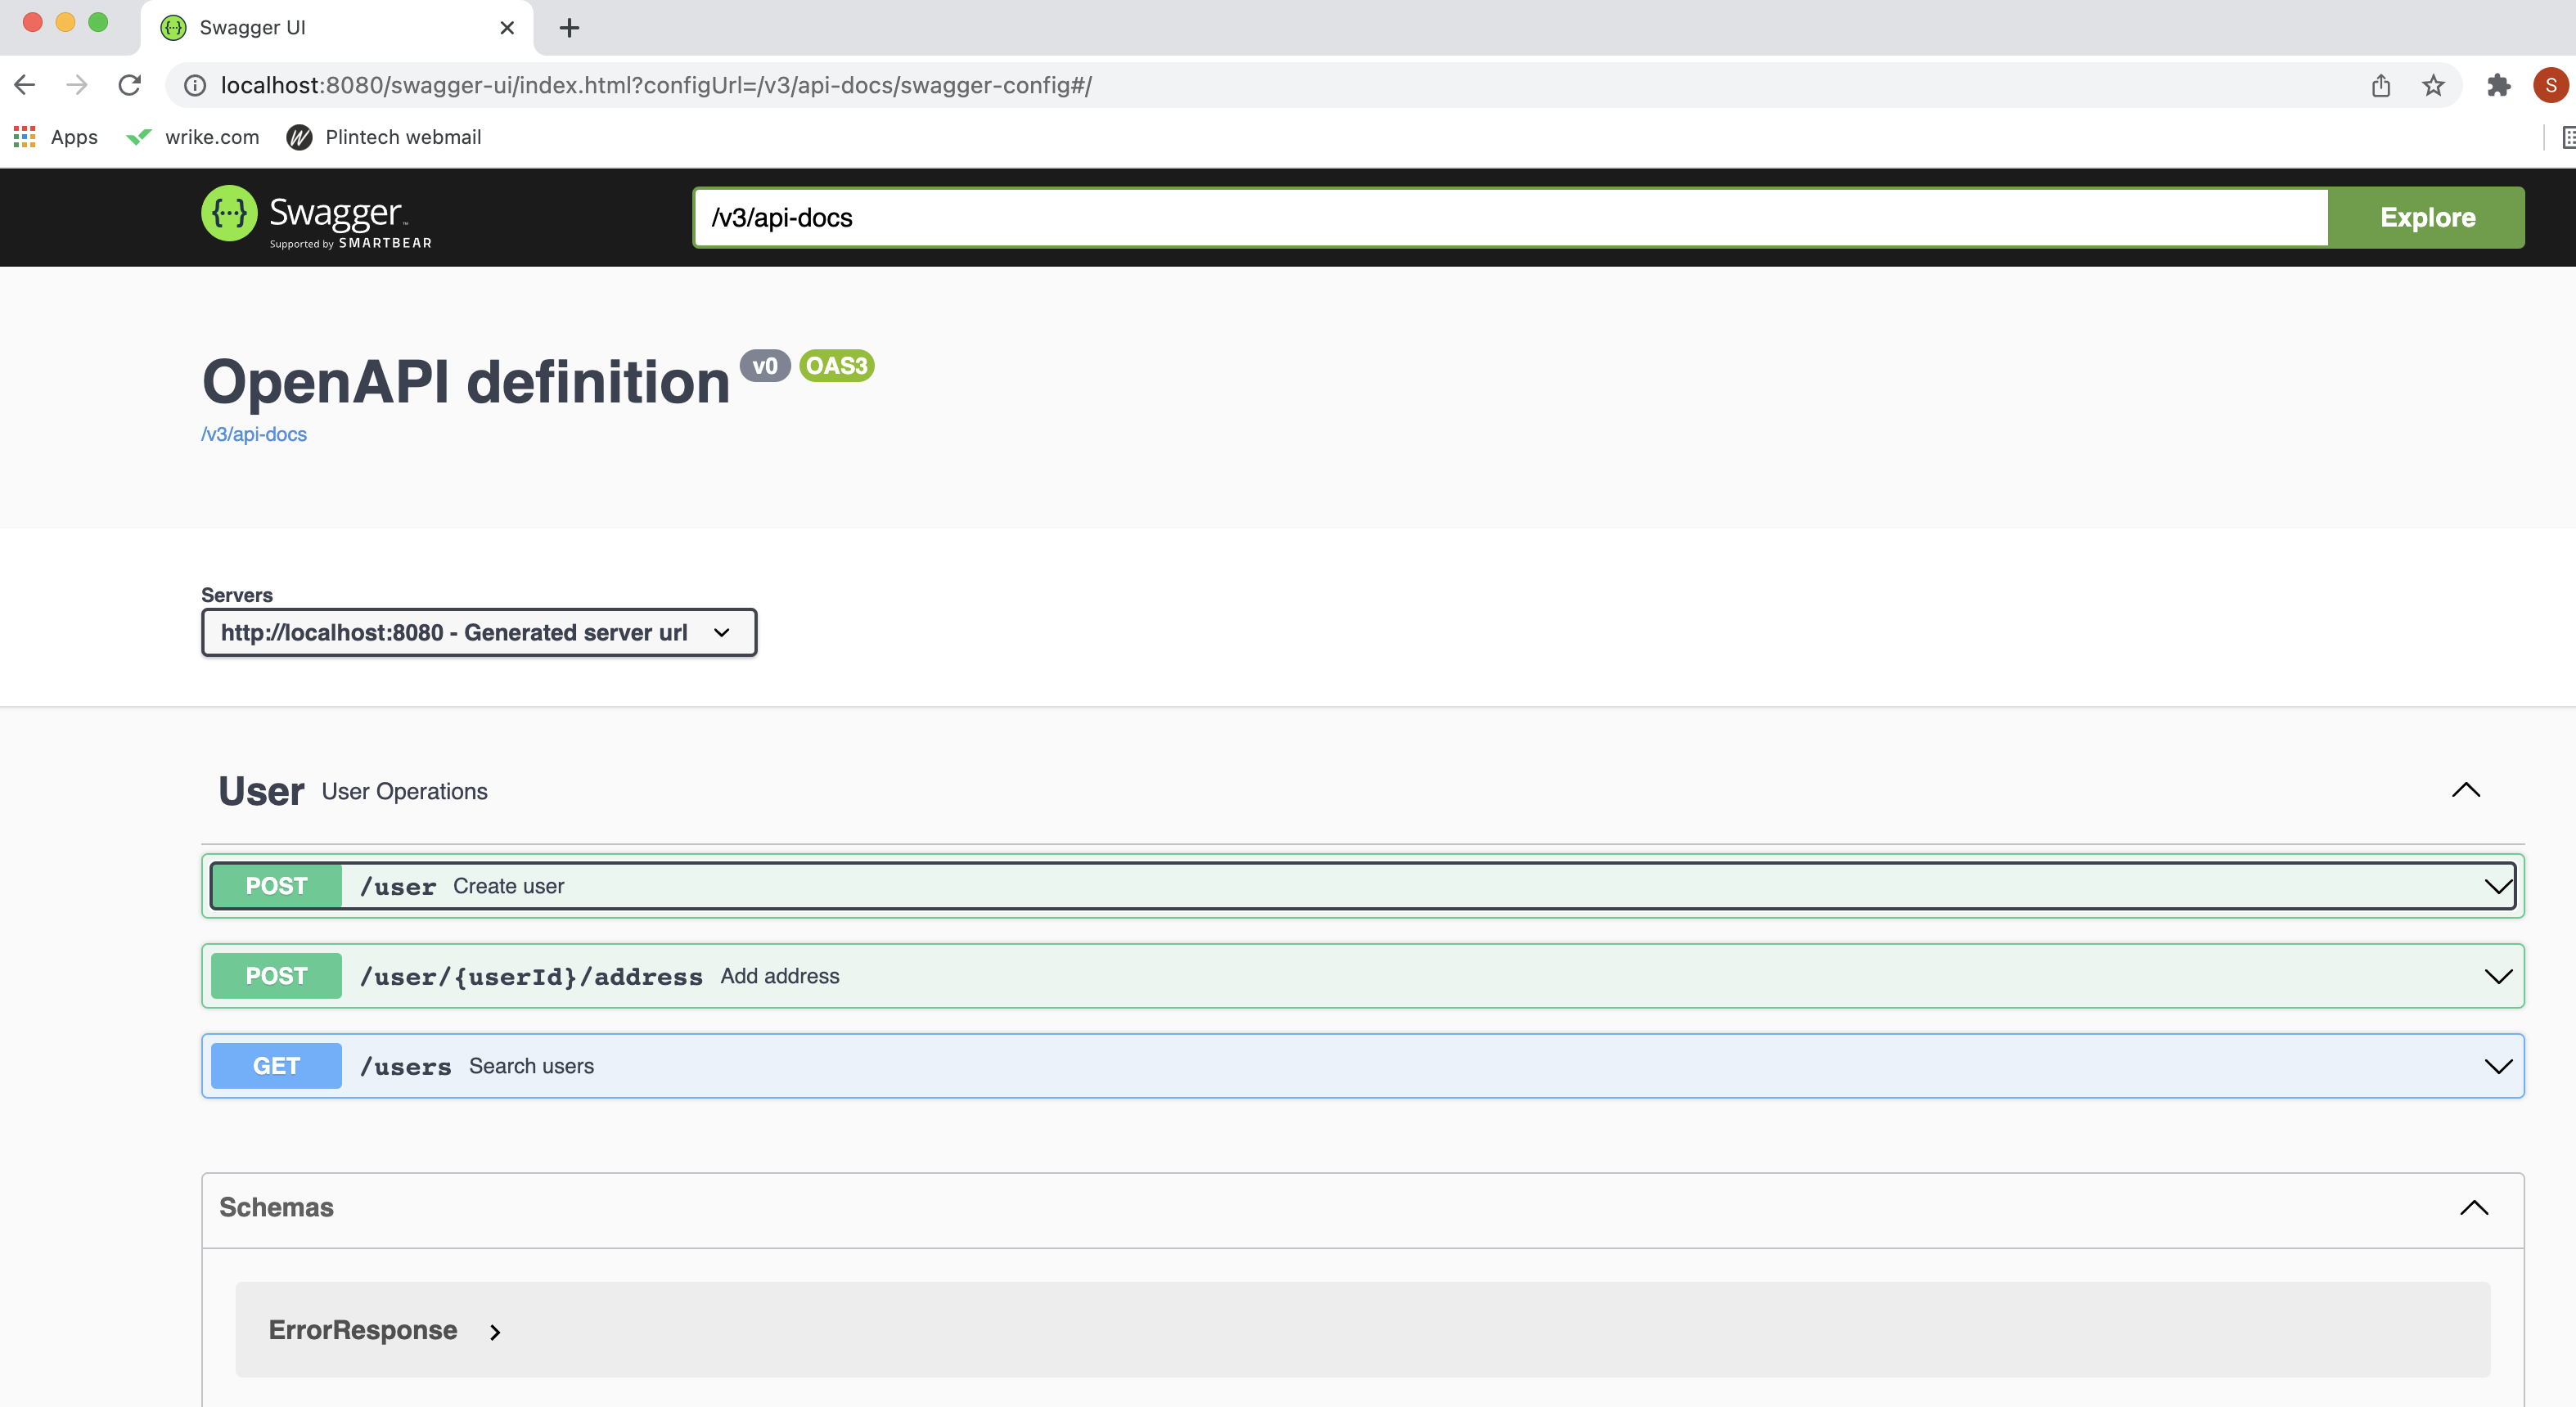 Swagger UI
localhost:8080/swagger-ui/index.html?configUrl=/v3/api-docs/swagger-config#/
S
Apps wrike.com Plintech webmail
{···} Swagger™
Supported by SMARTBEAR
/v3/api-docs
Explore
OpenAPI definition v0 OAS3
/v3/api-docs
Servers
http://localhost:8080 - Generated server url
User User Operations
POST /user Create user
POST /user/{userId}/address Add address
GET /users Search users
Schemas
ErrorResponse